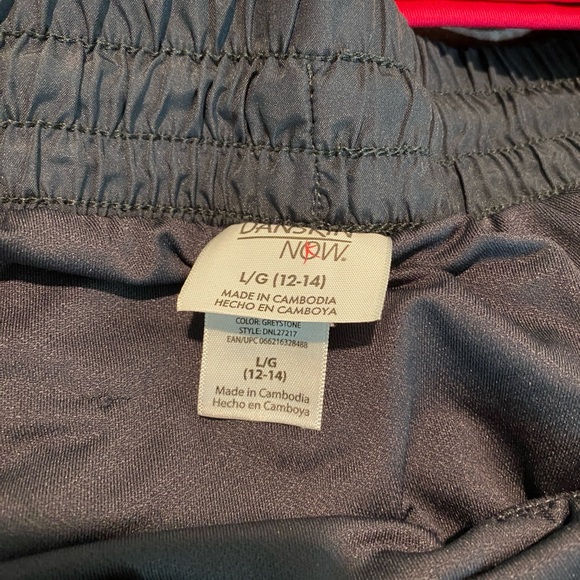 DANSKIN
NOW.
L/G (12-14)
MADE IN CAMBODIA
HECHO EN CAMBOYA
COLOR: GREYSTONE
STYLE: DNL27217
EAN/UPC 066216328488
L/G
(12-14)
Made in Cambodia
Hecho en Camboya